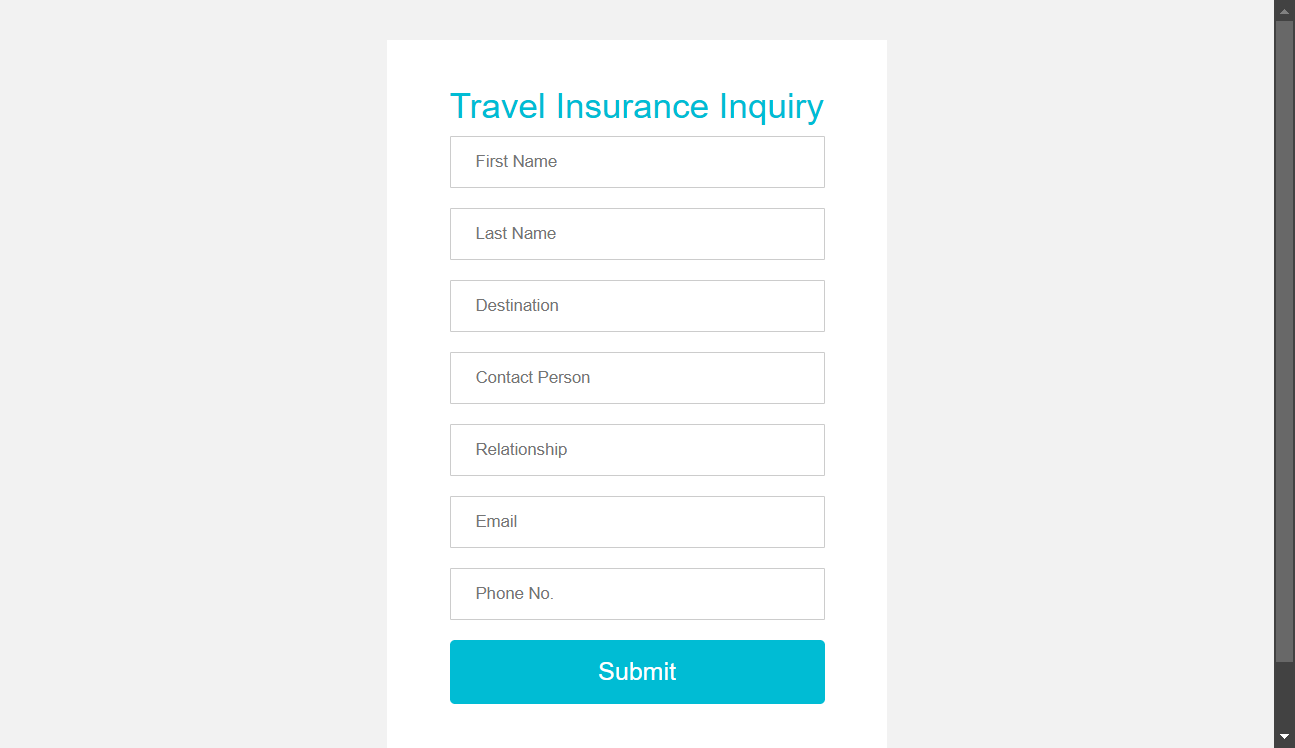 Travel Insurance Inquiry
First Name
Last Name
Destination
Contact Person
Relationship
Email
Phone No.
Submit